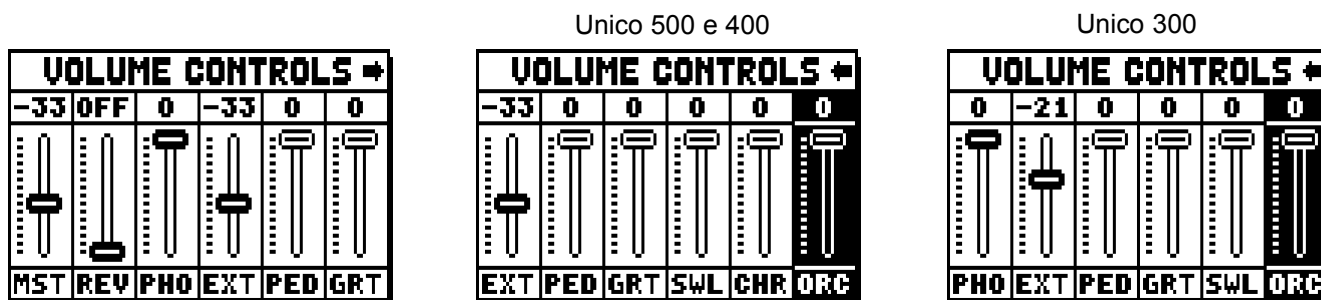 Unico 500 e 400
Unico 300
VOLUME CONTROLS
-33 OFF 0 -33 0 0
MST REV PHO EXT PED GRT
VOLUME CONTROLS
-33 0 0 0 0 0
EXT PED GRT SWL CHR ORC
VOLUME CONTROLS
0 -21 0 0 0 0
PHO EXT PED GRT SWL ORC